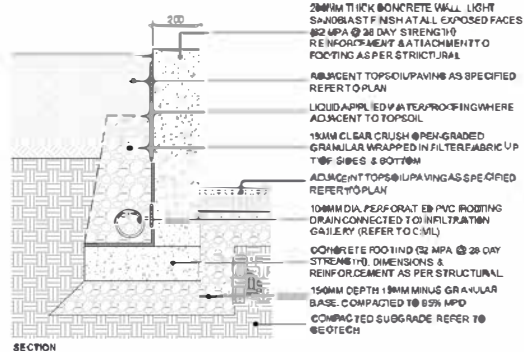 200
200MM THICK CONCRETE WALL. LIGHT
SANDBLAST FINISH AT ALL EXPOSED FACES
(32 MPA @ 28 DAY STRENGTH)
REINFORCEMENT & ATTACHMENT TO
FOOTING AS PER STRUCTURAL
ADJACENT TOPSOIL/PAVING AS SPECIFIED
REFER TO PLAN
LIQUID APPLIED WATERPROOFING WHERE
ADJACENT TO TOPSOIL
19MM CLEAR CRUSH OPEN-GRADED
GRANULAR WRAPPED IN FILTER FABRIC UP
TOP SIDES & BOTTOM
ADJACENT TOPSOIL/PAVING AS SPECIFIED
REFER TO PLAN
100MM DIA. PERFORATED PVC FOOTING
DRAIN CONNECTED TO INFILTRATION
GALLERY (REFER TO CIVIL)
CONCRETE FOOTING (32 MPA @ 28 DAY
STRENGTH). DIMENSIONS &
REINFORCEMENT AS PER STRUCTURAL
150MM DEPTH 19MM MINUS GRANULAR
BASE. COMPACTED TO 95% MPD
COMPACTED SUBGRADE REFER TO
GEOTECH
SECTION